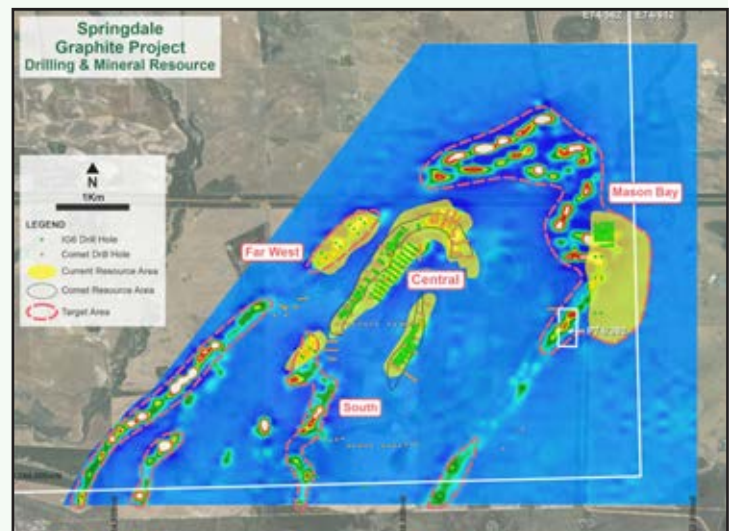 Springdale
Graphite Project
Drilling & Mineral Resource
N
1Km
LEGEND
IG6 Drill Hole
Comet Drill Hole
Current Resource Area
Comet Resource Area
Target Area
Far West
Central
Mason Bay
South